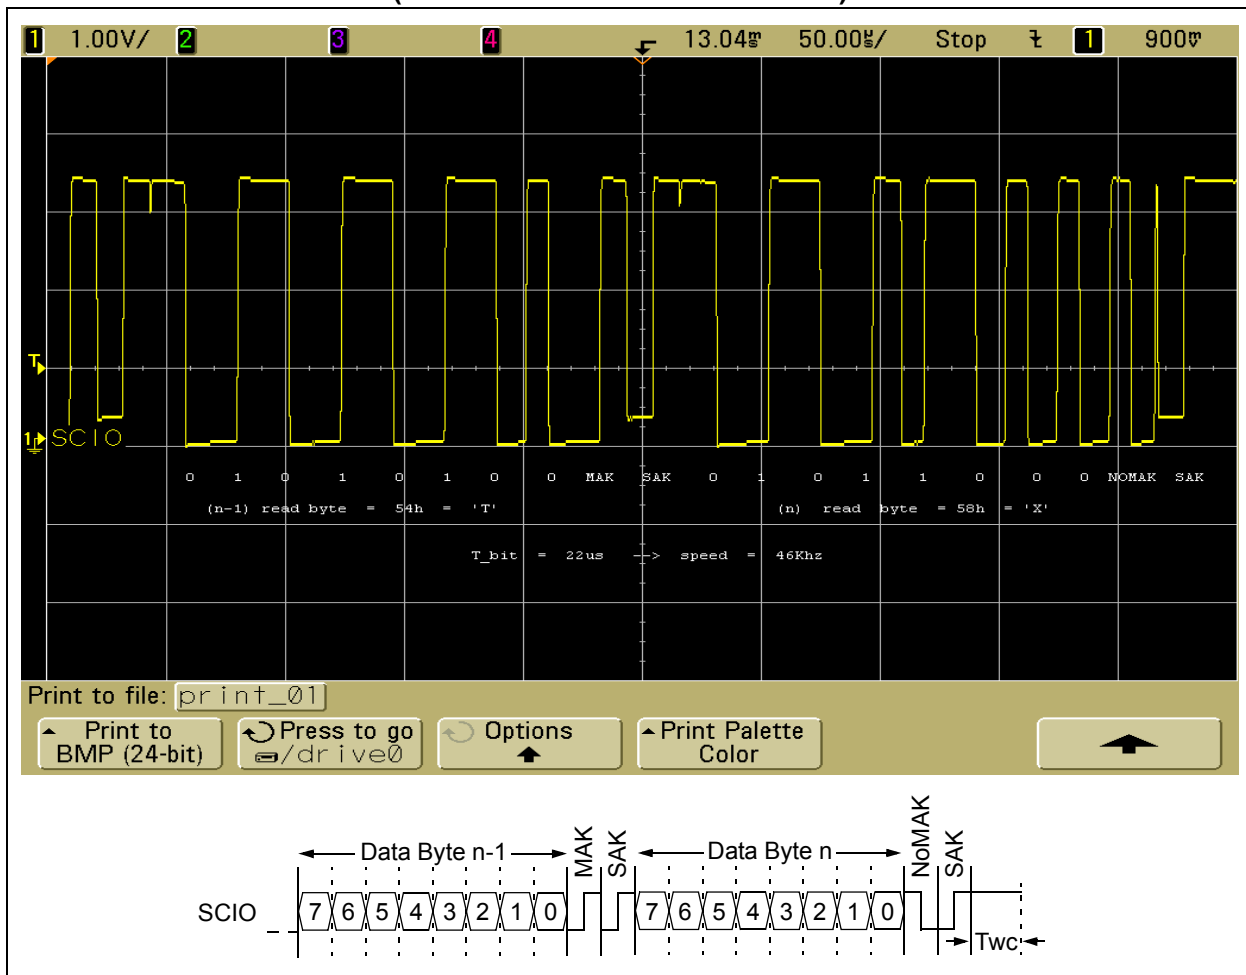 1 1.00V/ 2 3 4 13.04ms 50.00us/ Stop 1 900mV
T
1 SCIO
0 1 0 1 0 1 0 0 MAK SAK 0 1 0 1 1 0 0 0 NOMAK SAK
(n-1) read byte = 54h = 'T' (n) read byte = 58h = 'X'
T_bit = 22us --> speed = 46Khz
Print to file: print_01
Print to
BMP (24-bit)
Press to go
/drive0
Options
Print Palette
Color
Data Byte n-1 MAK SAK Data Byte n NoMAK SAK
SCIO 7 6 5 4 3 2 1 0 7 6 5 4 3 2 1 0
Twc